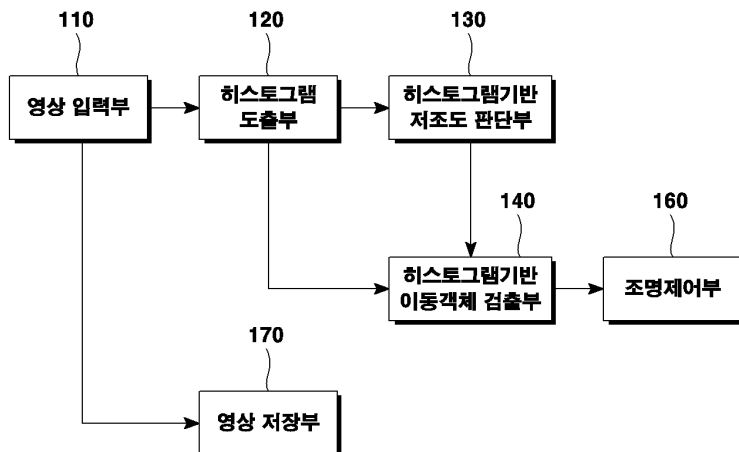 110
120
130
영상 입력부
히스토그램
도출부
히스토그램기반
저조도 판단부
140
160
히스토그램기반
이동객체 검출부
조명제어부
170
영상 저장부